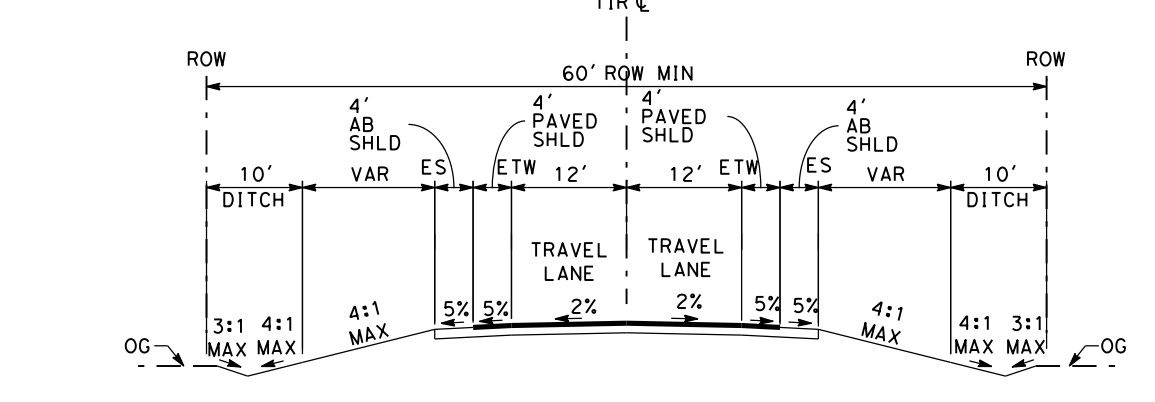 ROW
ROW
60' ROW MIN
4'
AB
SHLD
4'
PAVED
SHLD
4'
PAVED
SHLD
4'
AB
SHLD
10'
DITCH
VAR
ES
ETW
12'
12'
ETW
ES
VAR
10'
DITCH
TRAVEL
LANE
TRAVEL
LANE
3:1
MAX
4:1
MAX
4:1
MAX
5%
5%
2%
2%
5%
5%
4:1
MAX
4:1
MAX
3:1
MAX
OG
OG